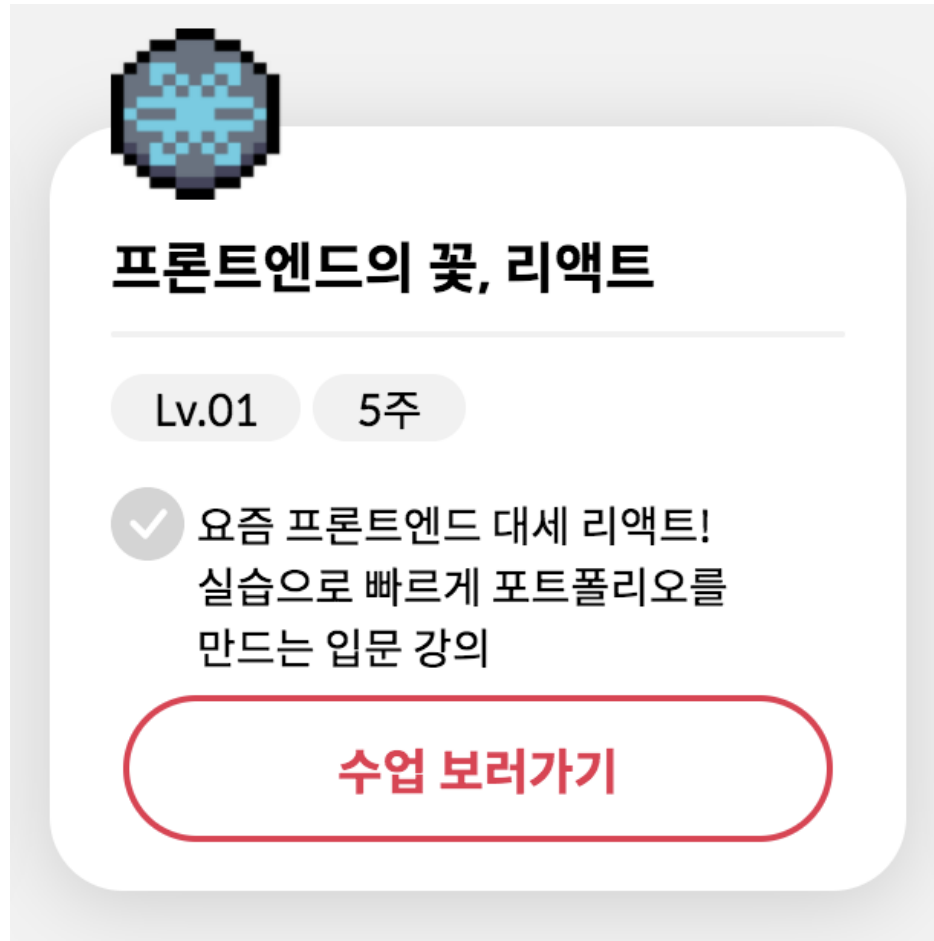 프론트엔드의 꽃, 리액트
Lv.01 5주
요즘 프론트엔드 대세 리액트!
실습으로 빠르게 포트폴리오를
만드는 입문 강의
수업 보러가기